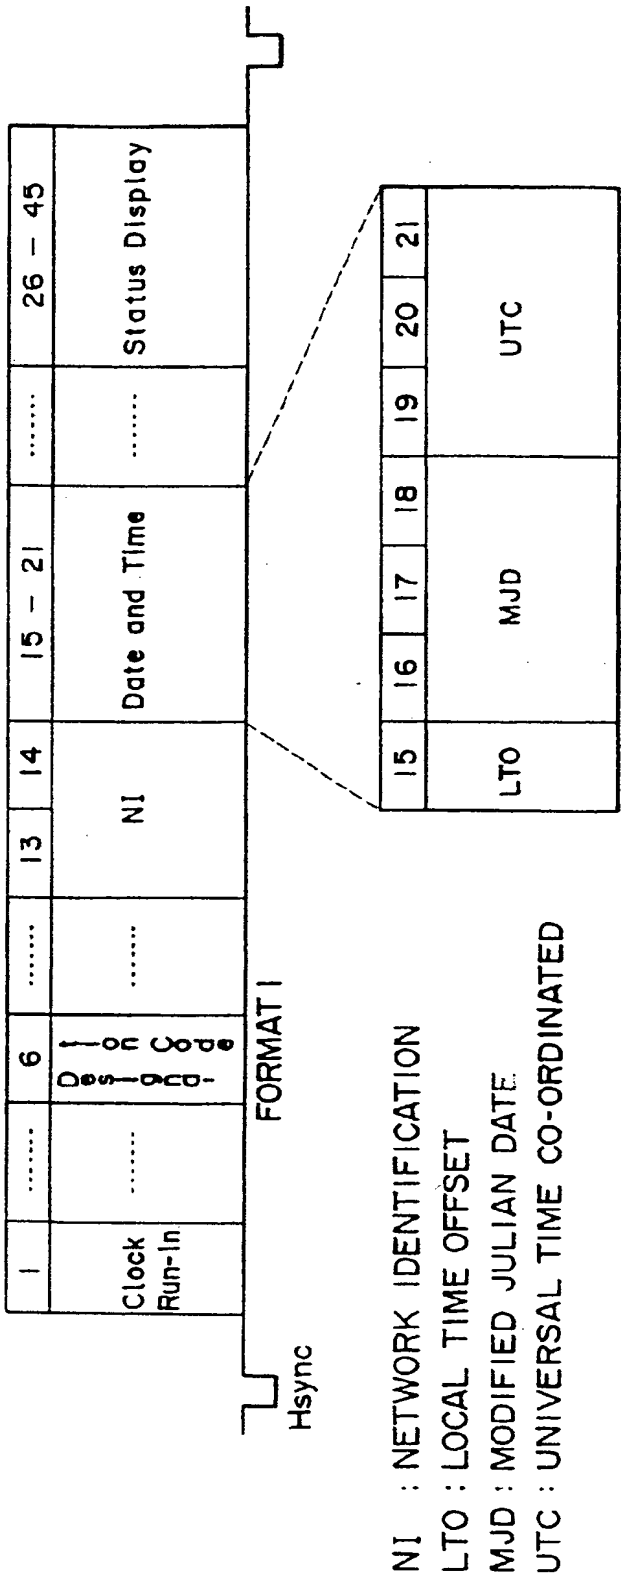 1 ....... 6 ....... 13 14 15 – 21 ....... 26 – 45
Clock
Run-In
.......
Designa-
tion Code
.......
NI
Date and Time
.......
Status Display
Hsync
FORMAT 1
15 16 17 18 19 20 21
LTO MJD UTC
NI : NETWORK IDENTIFICATION
LTO : LOCAL TIME OFFSET
MJD : MODIFIED JULIAN DATE
UTC : UNIVERSAL TIME CO-ORDINATED